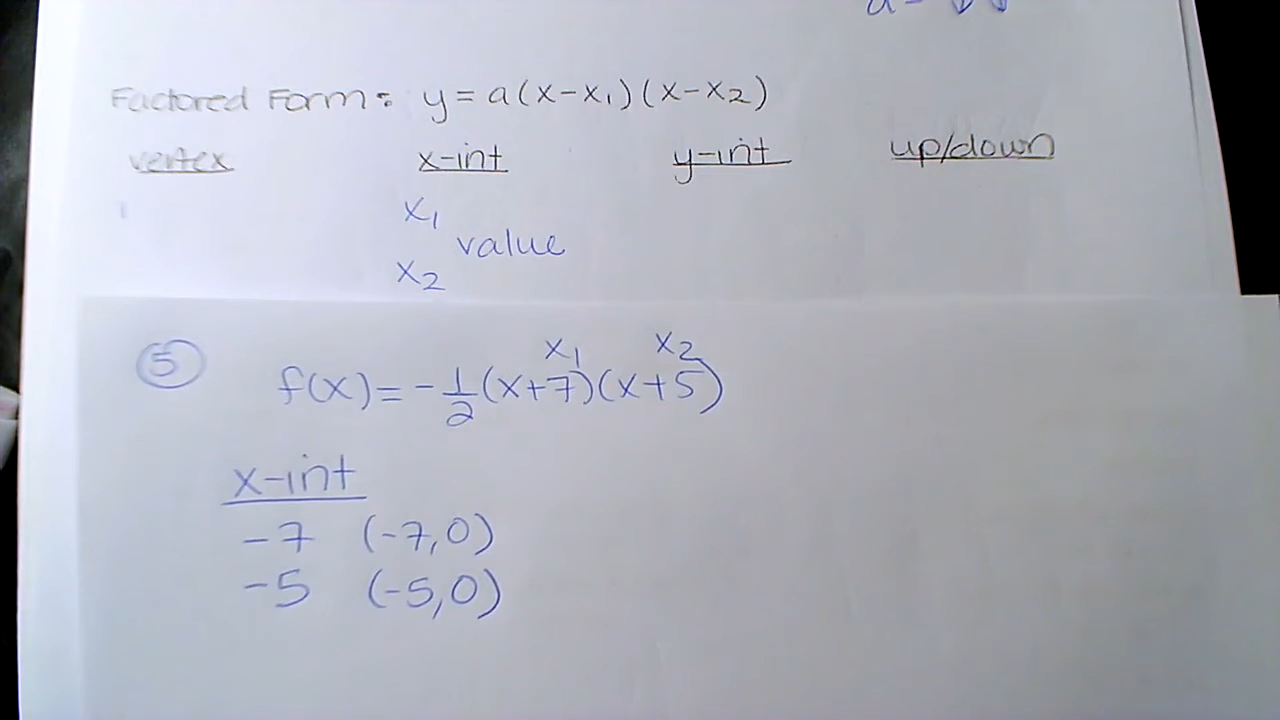 Factored Form: y = a(x-x₁)(x-x₂)
vertex x-int y-int up/down
x₁
value
x₂
5
x₁ x₂
f(x) = -1/2(x+7)(x+5)
x-int
-7 (-7,0)
-5 (-5,0)